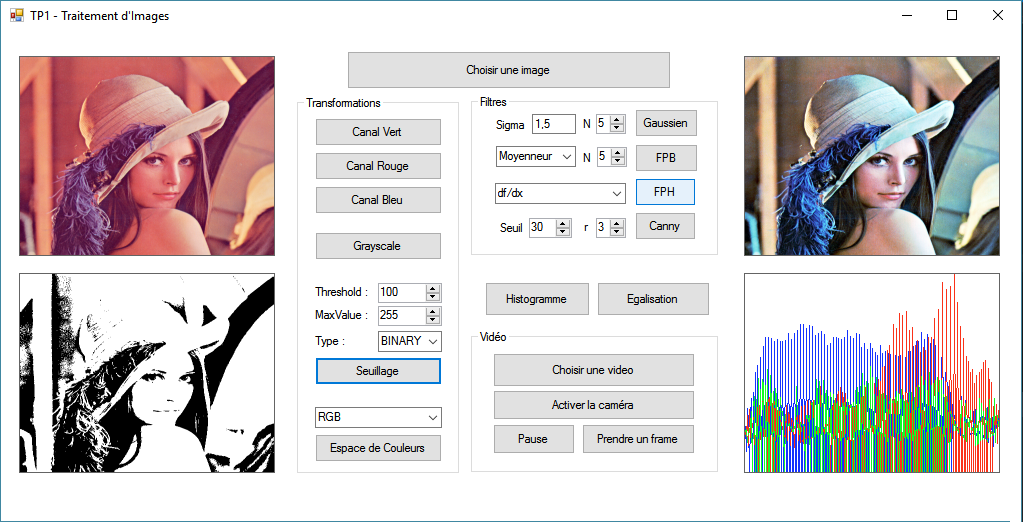 TP1 - Traitement d'Images
Choisir une image
Transformations
Canal Vert
Canal Rouge
Canal Bleu
Grayscale
Threshold : 100
MaxValue : 255
Type : BINARY
Seuillage
RGB
Espace de Couleurs
Filtres
Sigma 1,5 N 5 Gaussien
Moyenneur N 5 FPB
df/dx FPH
Seuil 30 r 3 Canny
Histogramme Egalisation
Vidéo
Choisir une video
Activer la caméra
Pause Prendre un frame